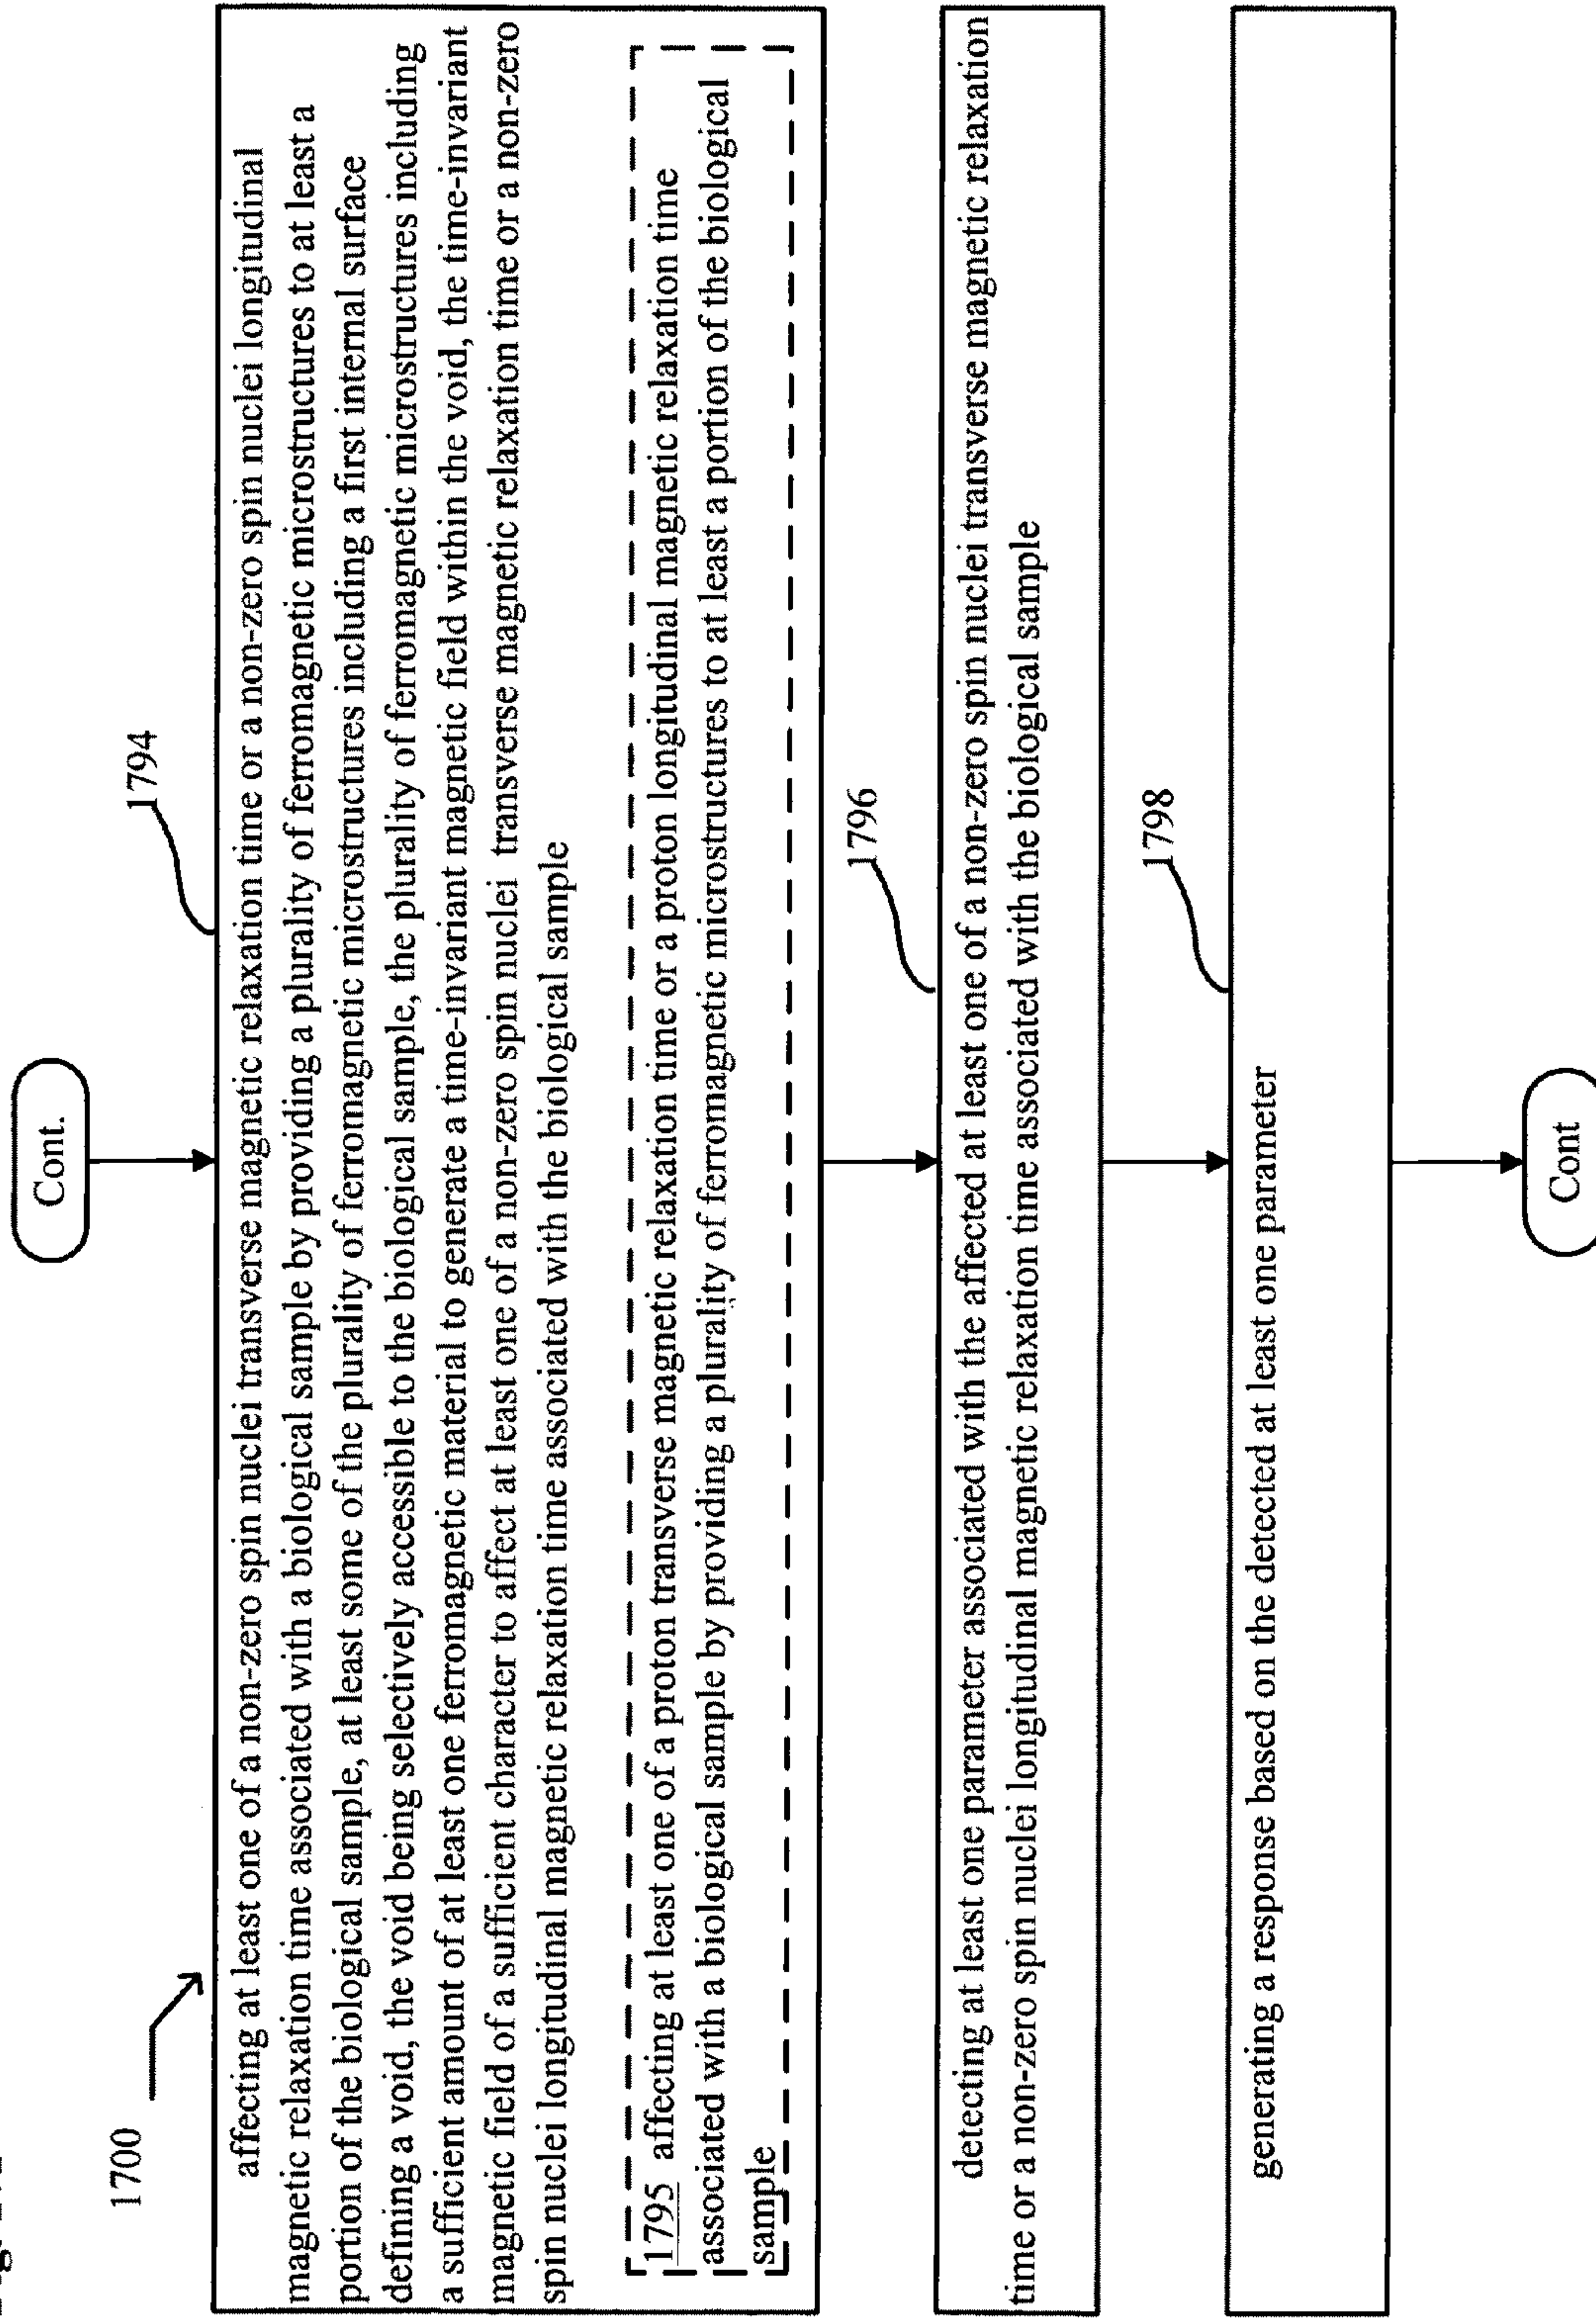 1700
Cont.
1794
affecting at least one of a non-zero spin nuclei transverse magnetic relaxation time or a non-zero spin nuclei longitudinal
magnetic relaxation time associated with a biological sample by providing a plurality of ferromagnetic microstructures to at least a
portion of the biological sample, at least some of the plurality of ferromagnetic microstructures including a first internal surface
defining a void, the void being selectively accessible to the biological sample, the plurality of ferromagnetic microstructures including
a sufficient amount of at least one ferromagnetic material to generate a time-invariant magnetic field within the void, the time-invariant
magnetic field of a sufficient character to affect at least one of a non-zero spin nuclei transverse magnetic relaxation time or a non-zero
spin nuclei longitudinal magnetic relaxation time associated with the biological sample
1795 affecting at least one of a proton transverse magnetic relaxation time or a proton longitudinal magnetic relaxation time
associated with a biological sample by providing a plurality of ferromagnetic microstructures to at least a portion of the biological
sample
1796
detecting at least one parameter associated with the affected at least one of a non-zero spin nuclei transverse magnetic relaxation
time or a non-zero spin nuclei longitudinal magnetic relaxation time associated with the biological sample
1798
generating a response based on the detected at least one parameter
Cont